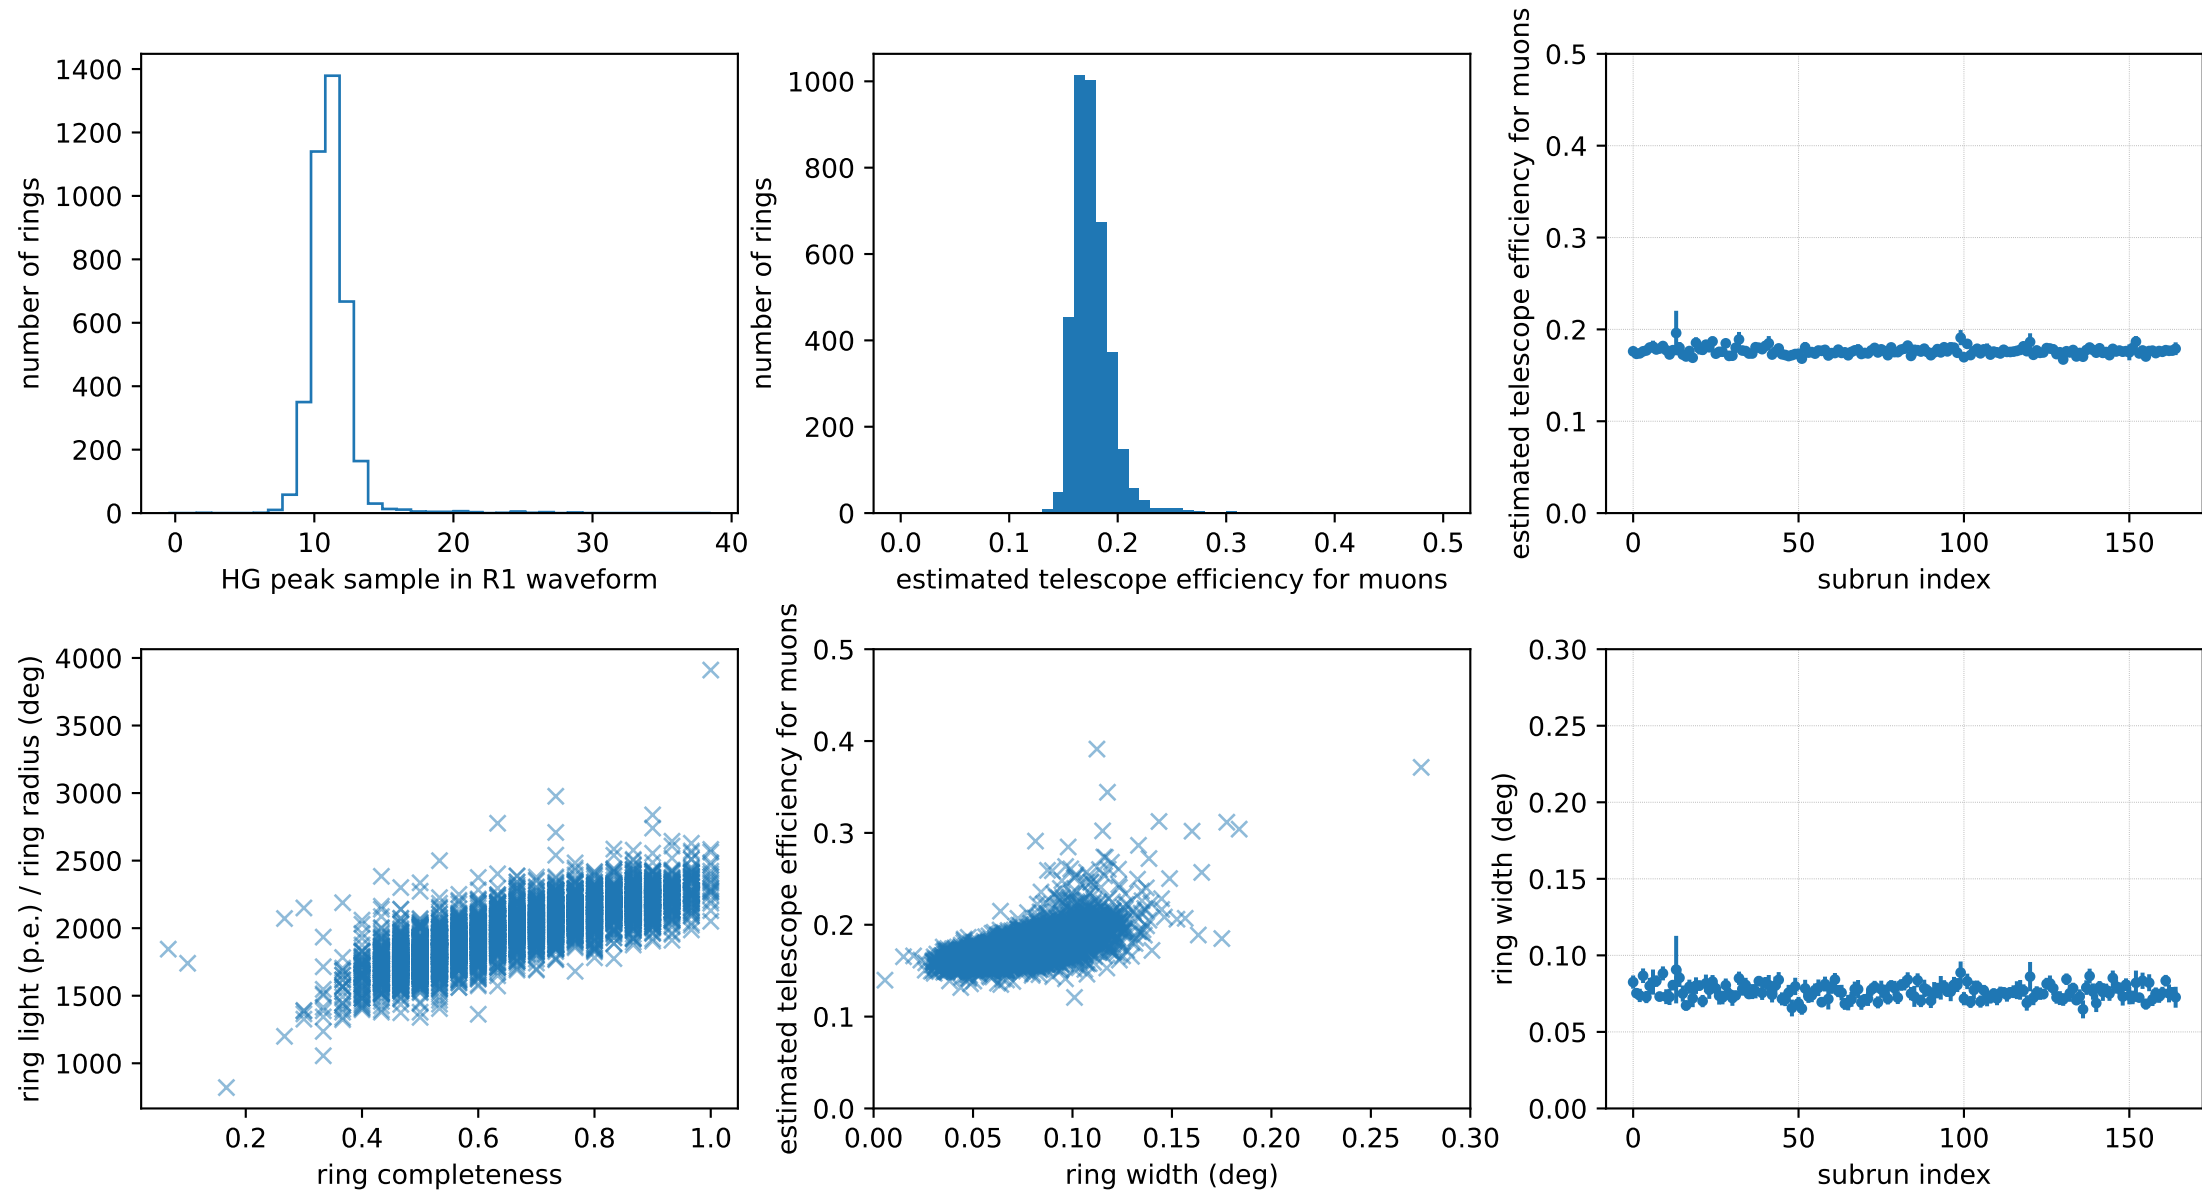 number of rings
1400
1200
1000
800
600
400
200
0
0 10 20 30 40
HG peak sample in R1 waveform
number of rings
1000
800
600
400
200
0
0.0 0.1 0.2 0.3 0.4 0.5
estimated telescope efficiency for muons
estimated telescope efficiency for muons
0.5
0.4
0.3
0.2
0.1
0.0
0 50 100 150
subrun index
ring light (p.e.) / ring radius (deg)
4000
3500
3000
2500
2000
1500
1000
0.2 0.4 0.6 0.8 1.0
ring completeness
estimated telescope efficiency for muons
0.5
0.4
0.3
0.2
0.1
0.0
0.00 0.05 0.10 0.15 0.20 0.25 0.30
ring width (deg)
ring width (deg)
0.30
0.25
0.20
0.15
0.10
0.05
0.00
0 50 100 150
subrun index